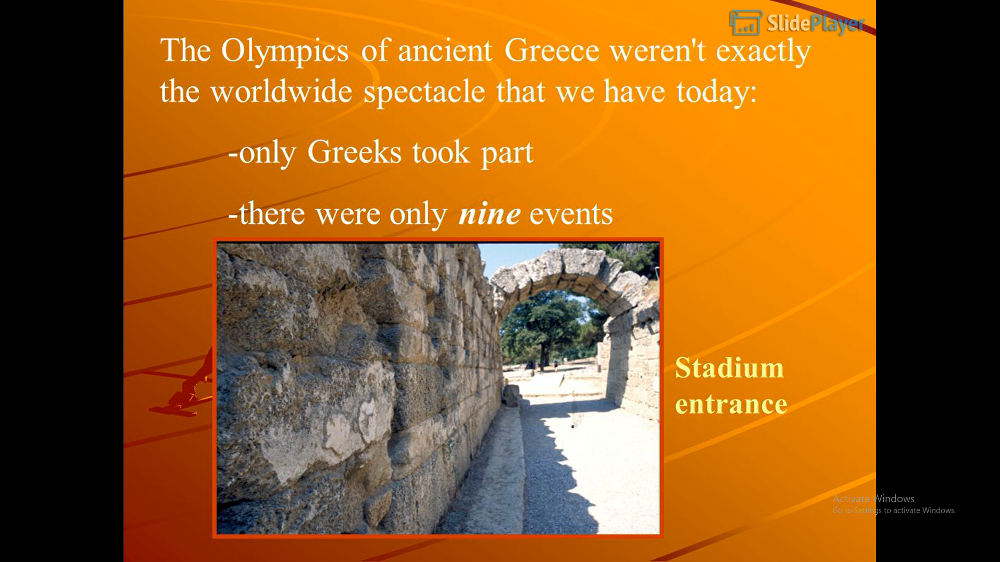 SlidePlayer
The Olympics of ancient Greece weren't exactly
the worldwide spectacle that we have today:
-only Greeks took part
-there were only nine events
Stadium
entrance
Activate Windows
Go to Settings to activate Windows.